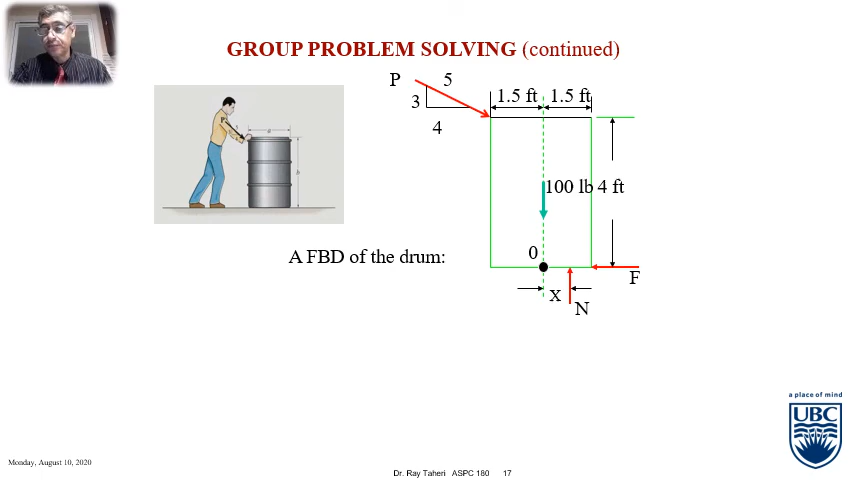 GROUP PROBLEM SOLVING (continued)
P
5
3
4
1.5 ft
1.5 ft
100 lb
4 ft
a
h
A FBD of the drum:
0
F
X
N
a place of mind
UBC
Monday, August 10, 2020
Dr. Ray Taheri ASPC 180 17